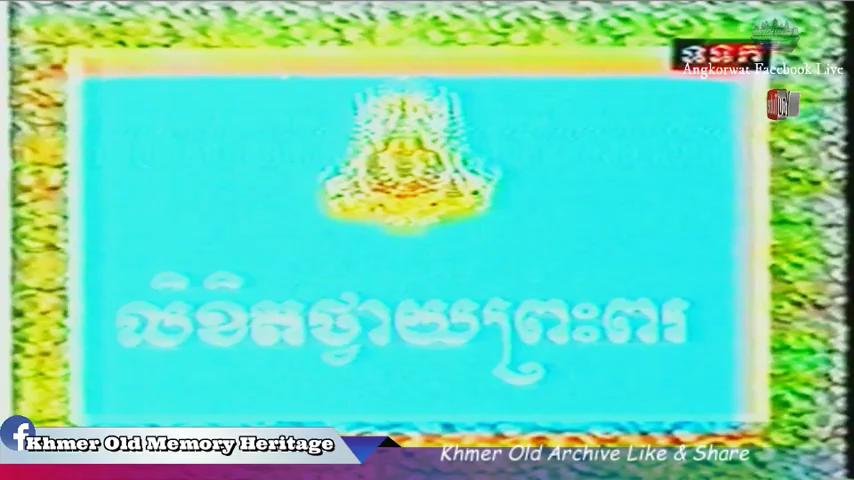 Angkorwat Facebook Live
លិខិតថ្វាយព្រះពរ
Khmer Old Memory Heritage
Khmer Old Archive Like & Share